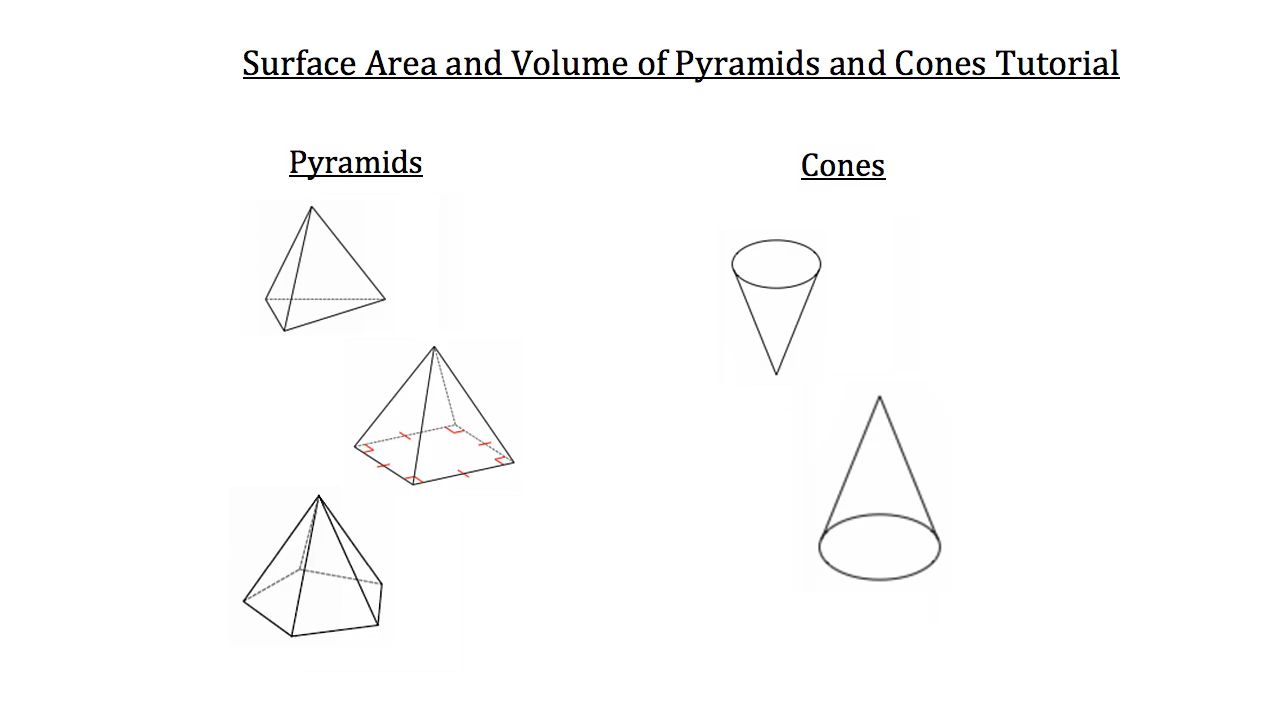 Surface Area and Volume of Pyramids and Cones Tutorial
Pyramids
Cones